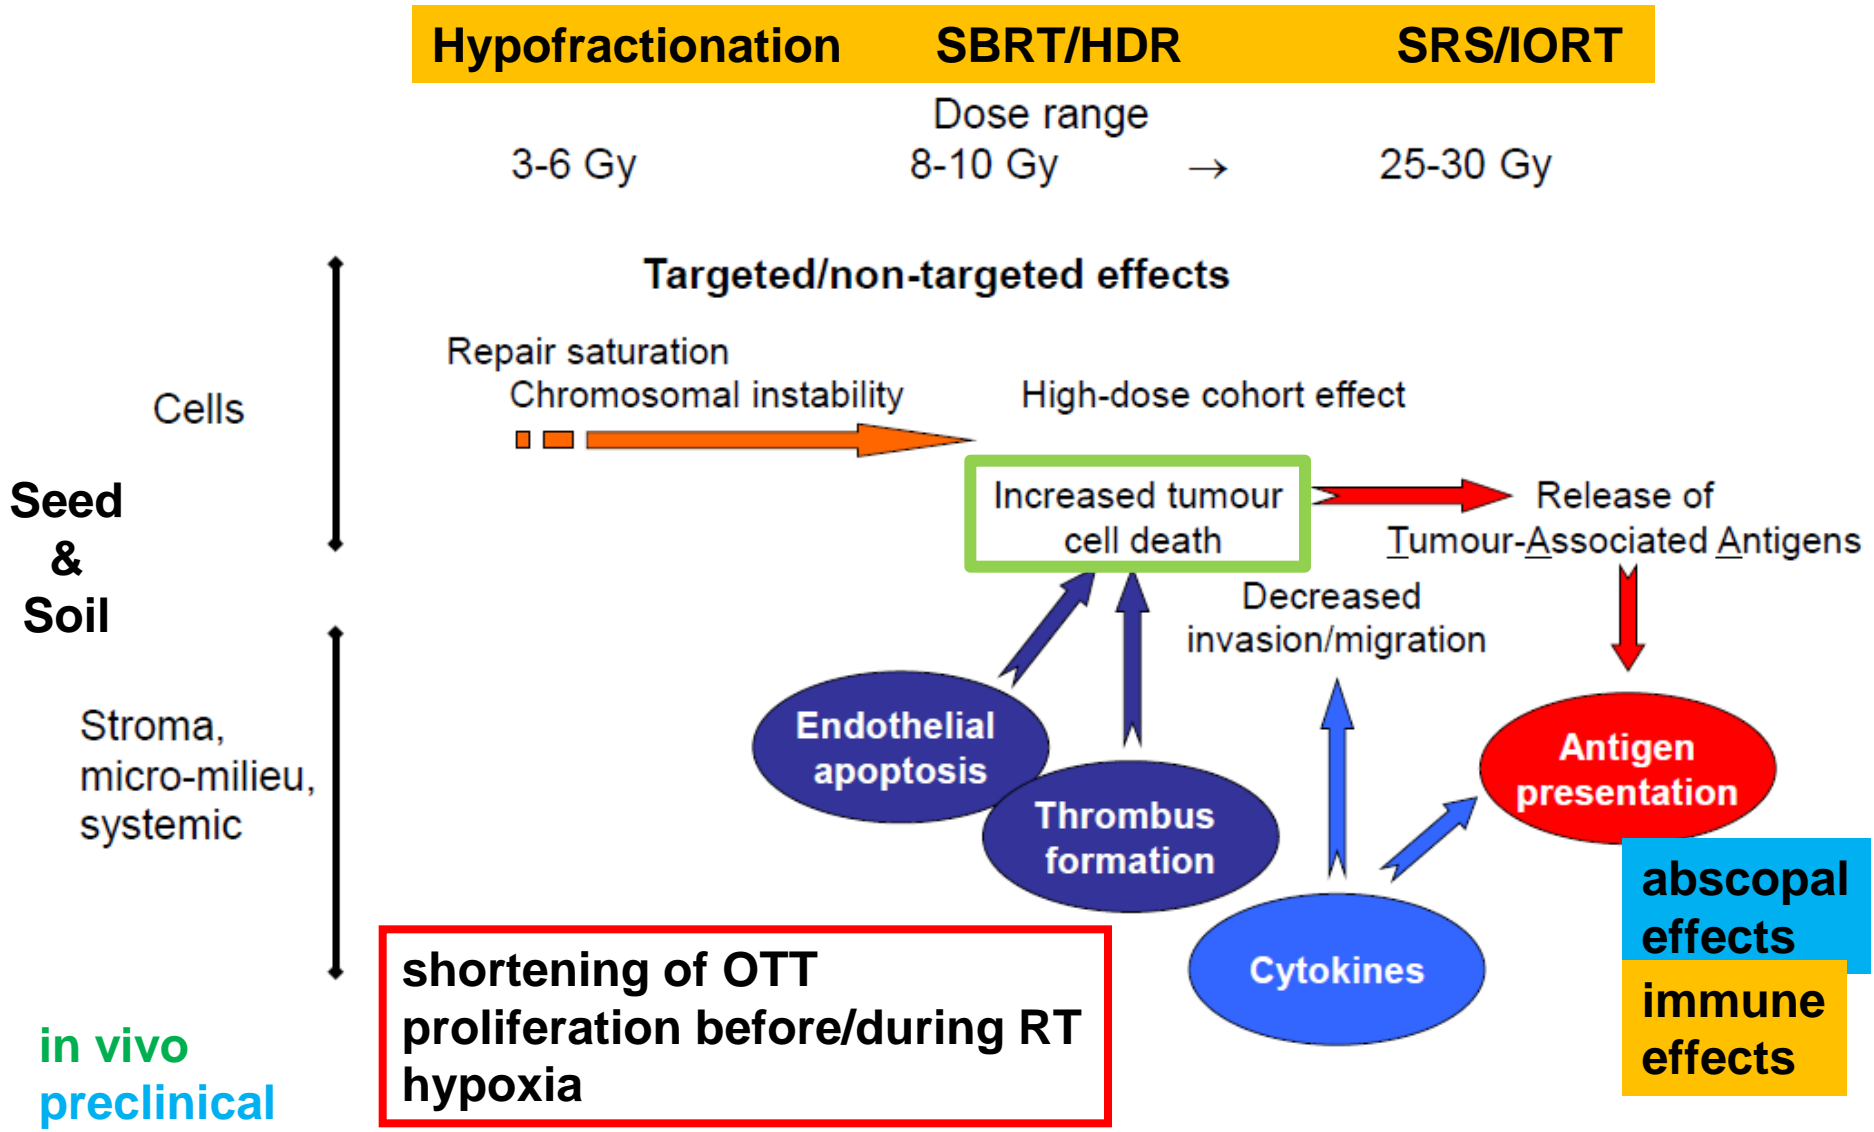 Hypofractionation SBRT/HDR SRS/IORT
Dose range
3-6 Gy 8-10 Gy → 25-30 Gy
Targeted/non-targeted effects
Repair saturation
Chromosomal instability High-dose cohort effect
Cells
Seed
&
Soil
Increased tumour
cell death
Release of
Tumour-Associated Antigens
Decreased
invasion/migration
Stroma,
micro-milieu,
systemic
Endothelial
apoptosis
Thrombus
formation
Antigen
presentation
Cytokines
abscopal
effects
immune
effects
shortening of OTT
proliferation before/during RT
hypoxia
in vivo
preclinical